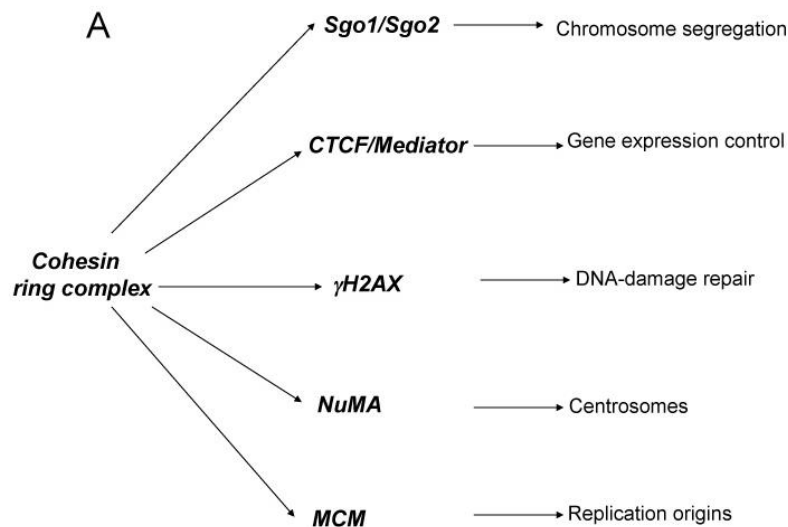 A
Sgo1/Sgo2
Chromosome segregation
CTCF/Mediator
Gene expression control
Cohesin
ring complex
γH2AX
DNA-damage repair
NuMA
Centrosomes
MCM
Replication origins